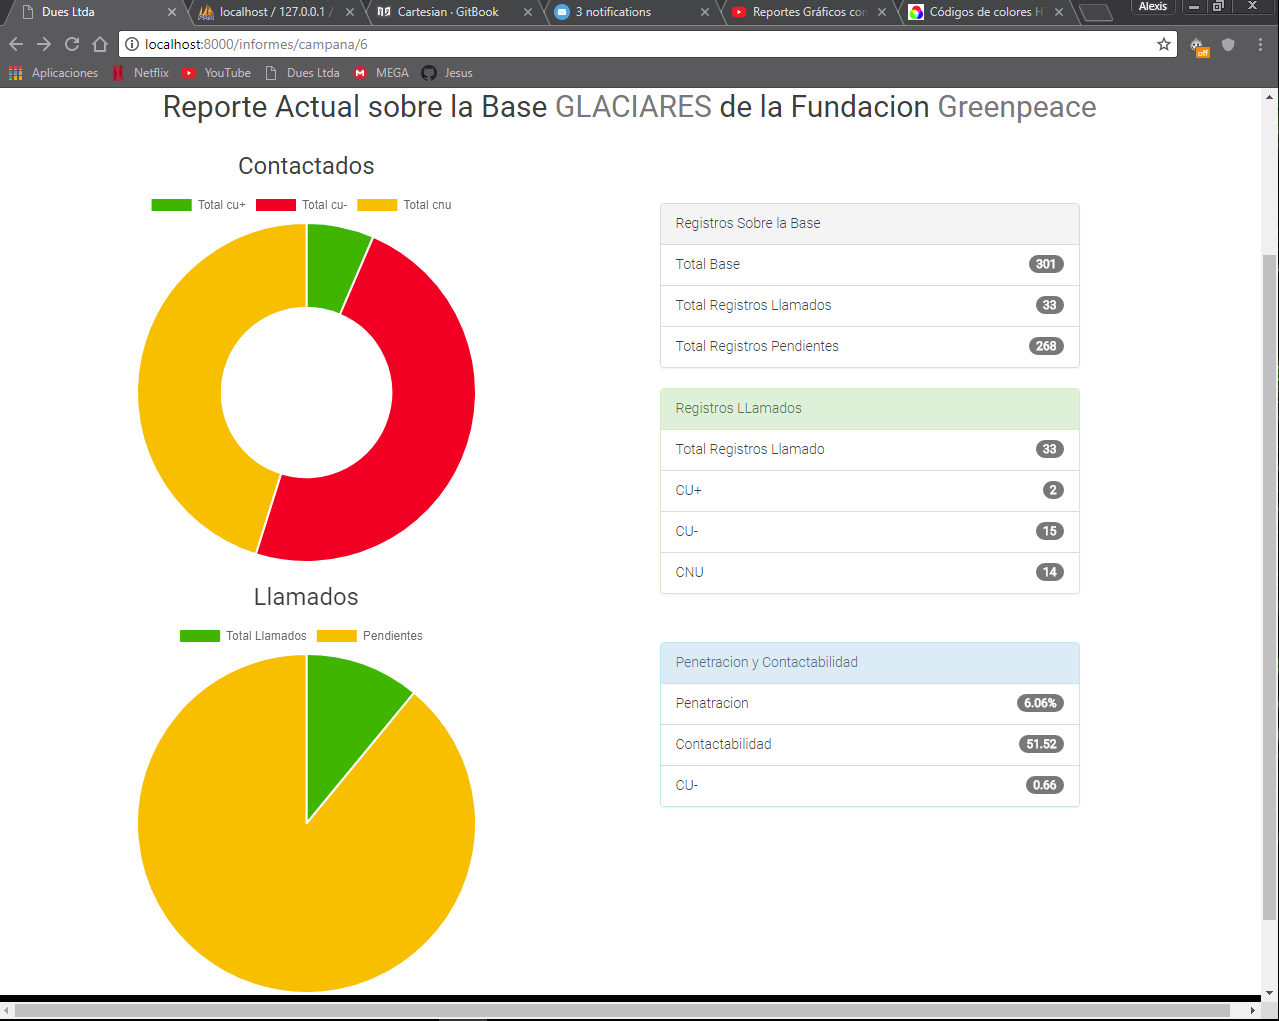 Dues Ltda
localhost / 127.0.0.1 /
Cartesian · GitBook
3 notifications
Reportes Gráficos con
Códigos de colores H
Alexis
localhost:8000/informes/campana/6
off
Aplicaciones
Netflix
YouTube
Dues Ltda
MEGA
Jesus
Reporte Actual sobre la Base GLACIARES de la Fundacion Greenpeace
Contactados
Total cu+ Total cu- Total cnu
Registros Sobre la Base
Total Base 301
Total Registros Llamados 33
Total Registros Pendientes 268
Registros LLamados
Total Registros Llamado 33
CU+ 2
CU- 15
CNU 14
Llamados
Total Llamados Pendientes
Penetracion y Contactabilidad
Penatracion 6.06%
Contactabilidad 51.52
CU- 0.66